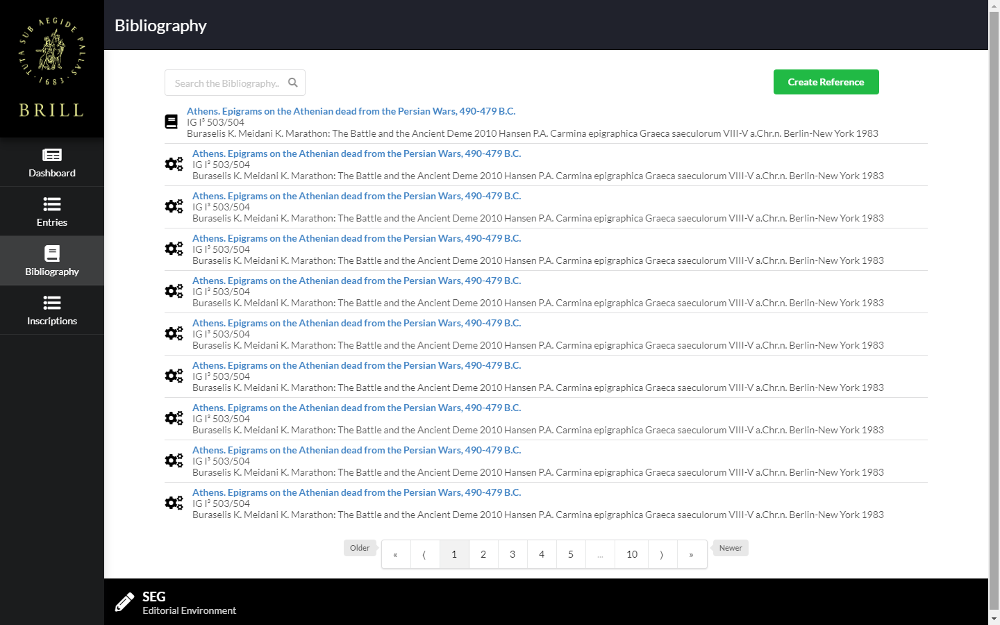 TUTA SUB AEGIDE PALLAS · 1683 ·
BRILL
Dashboard
Entries
Bibliography
Inscriptions
Bibliography
Search the Bibliography..
Create Reference
Athens. Epigrams on the Athenian dead from the Persian Wars, 490-479 B.C.
IG I³ 503/504
Buraselis K. Meidani K. Marathon: The Battle and the Ancient Deme 2010 Hansen P.A. Carmina epigraphica Graeca saeculorum VIII-V a.Chr.n. Berlin-New York 1983
Athens. Epigrams on the Athenian dead from the Persian Wars, 490-479 B.C.
IG I³ 503/504
Buraselis K. Meidani K. Marathon: The Battle and the Ancient Deme 2010 Hansen P.A. Carmina epigraphica Graeca saeculorum VIII-V a.Chr.n. Berlin-New York 1983
Athens. Epigrams on the Athenian dead from the Persian Wars, 490-479 B.C.
IG I³ 503/504
Buraselis K. Meidani K. Marathon: The Battle and the Ancient Deme 2010 Hansen P.A. Carmina epigraphica Graeca saeculorum VIII-V a.Chr.n. Berlin-New York 1983
Athens. Epigrams on the Athenian dead from the Persian Wars, 490-479 B.C.
IG I³ 503/504
Buraselis K. Meidani K. Marathon: The Battle and the Ancient Deme 2010 Hansen P.A. Carmina epigraphica Graeca saeculorum VIII-V a.Chr.n. Berlin-New York 1983
Athens. Epigrams on the Athenian dead from the Persian Wars, 490-479 B.C.
IG I³ 503/504
Buraselis K. Meidani K. Marathon: The Battle and the Ancient Deme 2010 Hansen P.A. Carmina epigraphica Graeca saeculorum VIII-V a.Chr.n. Berlin-New York 1983
Athens. Epigrams on the Athenian dead from the Persian Wars, 490-479 B.C.
IG I³ 503/504
Buraselis K. Meidani K. Marathon: The Battle and the Ancient Deme 2010 Hansen P.A. Carmina epigraphica Graeca saeculorum VIII-V a.Chr.n. Berlin-New York 1983
Athens. Epigrams on the Athenian dead from the Persian Wars, 490-479 B.C.
IG I³ 503/504
Buraselis K. Meidani K. Marathon: The Battle and the Ancient Deme 2010 Hansen P.A. Carmina epigraphica Graeca saeculorum VIII-V a.Chr.n. Berlin-New York 1983
Athens. Epigrams on the Athenian dead from the Persian Wars, 490-479 B.C.
IG I³ 503/504
Buraselis K. Meidani K. Marathon: The Battle and the Ancient Deme 2010 Hansen P.A. Carmina epigraphica Graeca saeculorum VIII-V a.Chr.n. Berlin-New York 1983
Athens. Epigrams on the Athenian dead from the Persian Wars, 490-479 B.C.
IG I³ 503/504
Buraselis K. Meidani K. Marathon: The Battle and the Ancient Deme 2010 Hansen P.A. Carmina epigraphica Graeca saeculorum VIII-V a.Chr.n. Berlin-New York 1983
Athens. Epigrams on the Athenian dead from the Persian Wars, 490-479 B.C.
IG I³ 503/504
Buraselis K. Meidani K. Marathon: The Battle and the Ancient Deme 2010 Hansen P.A. Carmina epigraphica Graeca saeculorum VIII-V a.Chr.n. Berlin-New York 1983
Older « ⟨ 1 2 3 4 5 ... 10 ⟩ » Newer
SEG
Editorial Environment